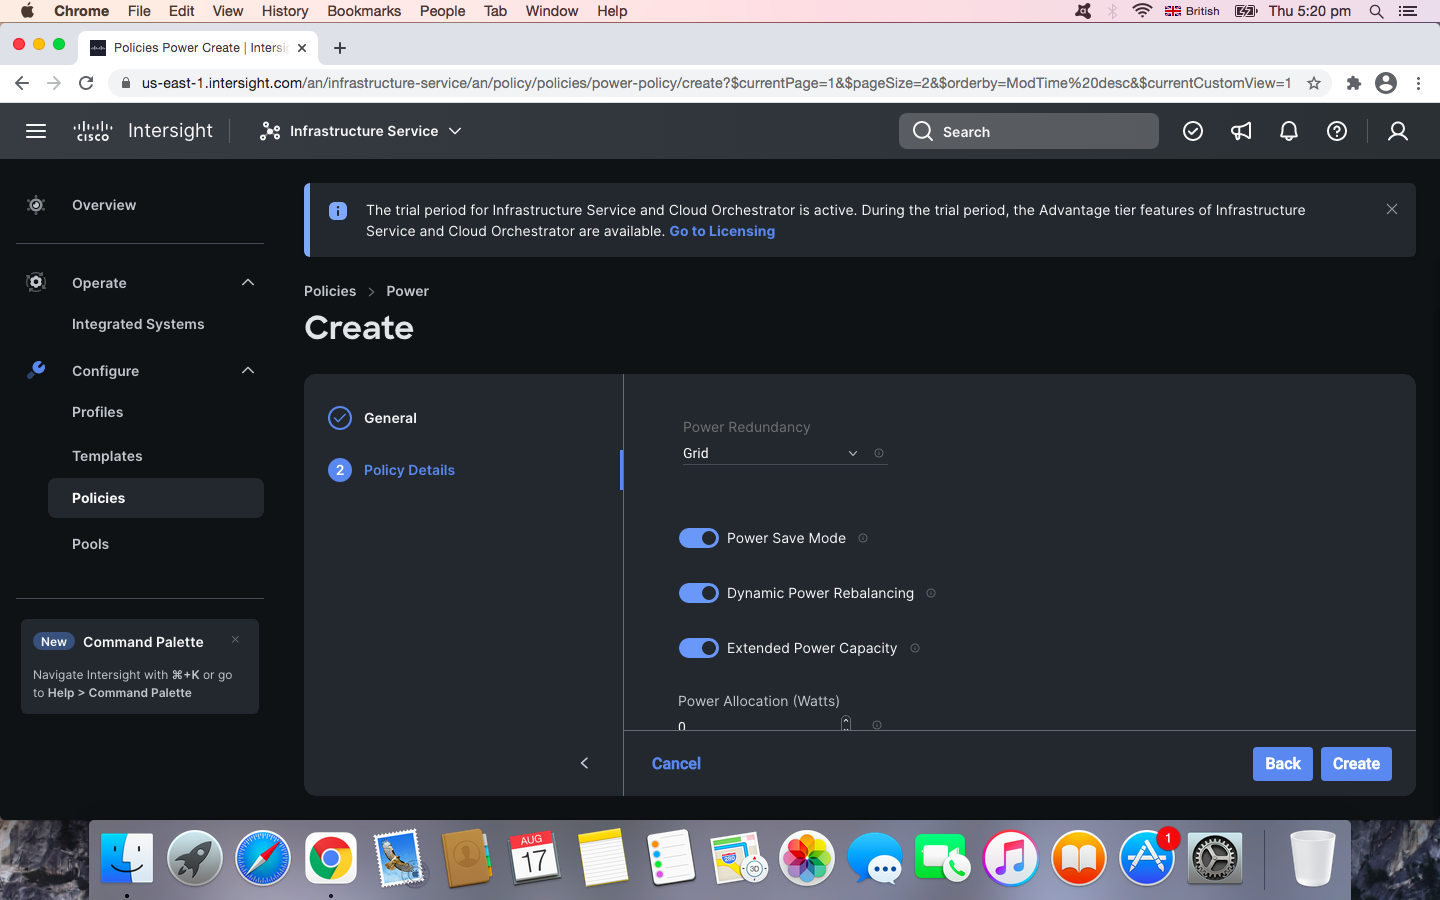 Chrome File Edit View History Bookmarks People Tab Window Help
British Thu 5:20 pm
Policies Power Create | Intersi
us-east-1.intersight.com/an/infrastructure-service/an/policy/policies/power-policy/create?$currentPage=1&$pageSize=2&$orderby=ModTime%20desc&$currentCustomView=1
CISCO Intersight Infrastructure Service Search
Overview
Operate
Integrated Systems
Configure
Profiles
Templates
Policies
Pools
New Command Palette
Navigate Intersight with ⌘+K or go
to Help > Command Palette
The trial period for Infrastructure Service and Cloud Orchestrator is active. During the trial period, the Advantage tier features of Infrastructure
Service and Cloud Orchestrator are available. Go to Licensing
Policies > Power
Create
General
2 Policy Details
Power Redundancy
Grid
Power Save Mode
Dynamic Power Rebalancing
Extended Power Capacity
Power Allocation (Watts)
0
Cancel Back Create
AUG
17
280
3D
1